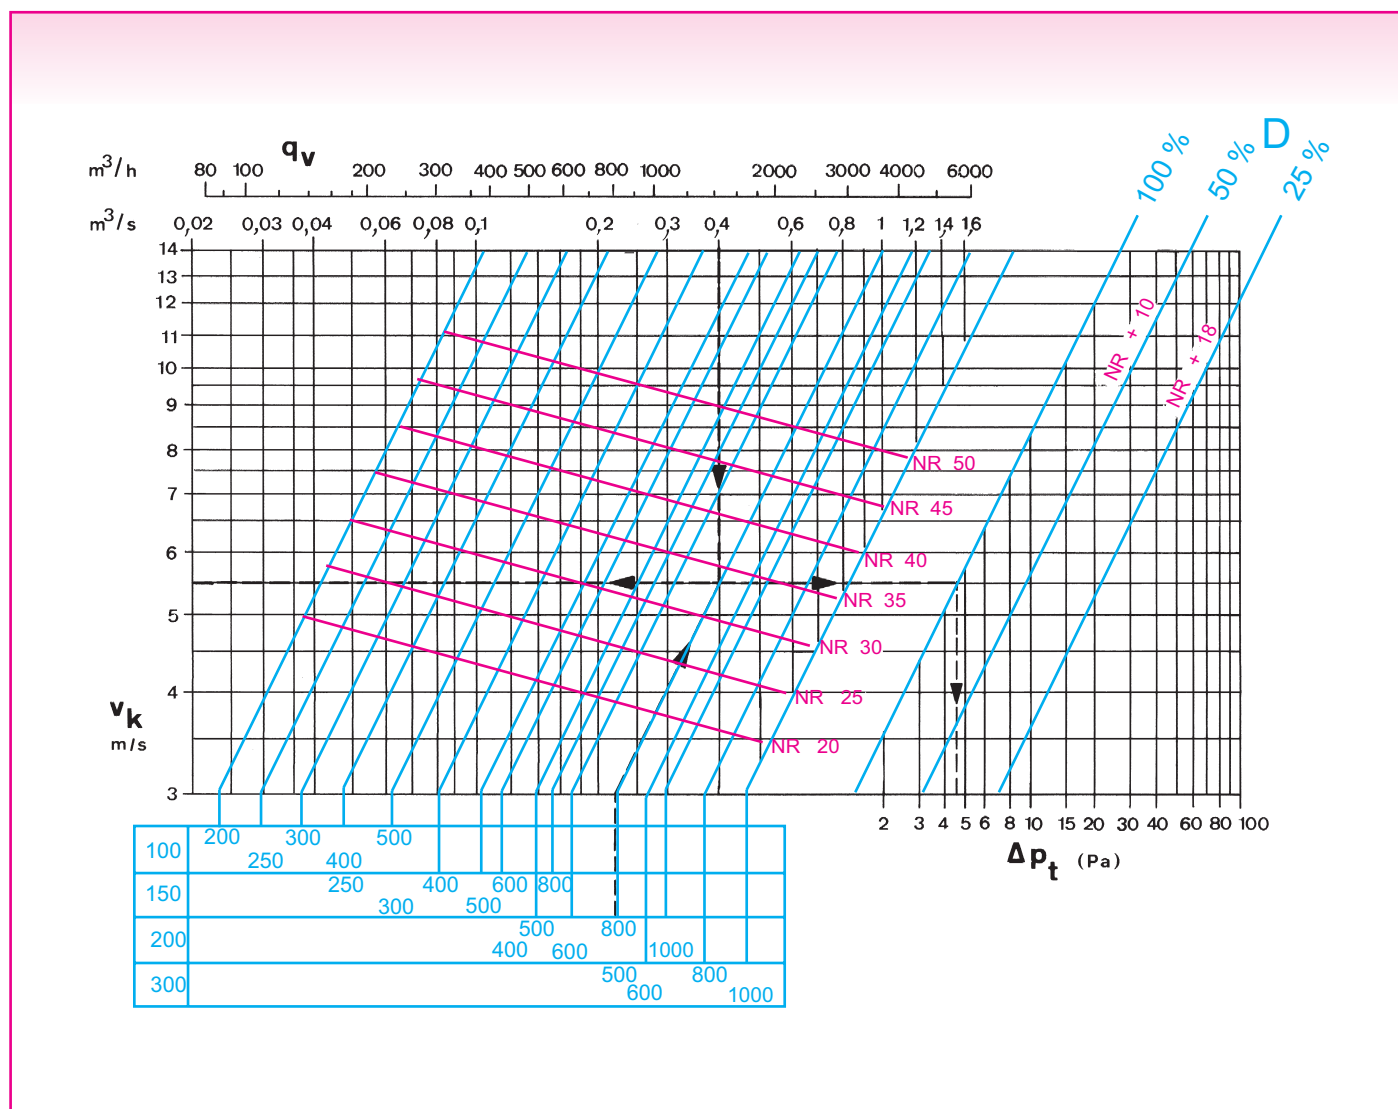 q_v
m³/h 80 100 200 300 400 500 600 800 1000 2000 3000 4000 6000
m³/s 0,02 0,03 0,04 0,06 0,08 0,1 0,2 0,3 0,4 0,6 0,8 1 1,2 1,4 1,6
100 % 50 % D 25 %
14
13
12
11
10
9
8
7
6
5
4
3
v_k
m/s
NR + 10
NR + 18
NR 50
NR 45
NR 40
NR 35
NR 30
NR 25
NR 20
2 3 4 5 6 8 10 15 20 30 40 60 80 100
Δp_t (Pa)
100 200 300 500
250 400
150 250 400 600 800
300 500
200 500 800
400 600 1000
300 500 800
600 1000